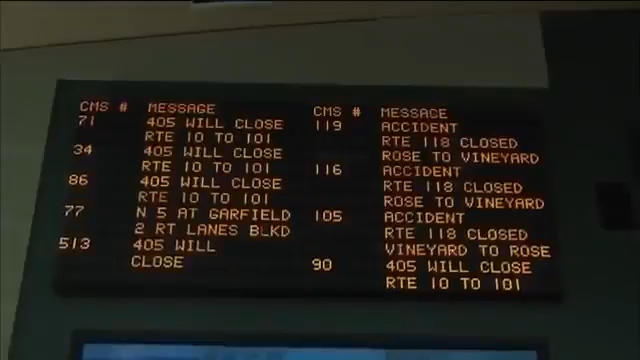 CMS # MESSAGE
71 405 WILL CLOSE
RTE 10 TO 101
34 405 WILL CLOSE
RTE 10 TO 101
86 405 WILL CLOSE
RTE 10 TO 101
77 N 5 AT GARFIELD
2 RT LANES BLKD
513 405 WILL
CLOSE
CMS # MESSAGE
119 ACCIDENT
RTE 118 CLOSED
ROSE TO VINEYARD
116 ACCIDENT
RTE 118 CLOSED
ROSE TO VINEYARD
105 ACCIDENT
RTE 118 CLOSED
VINEYARD TO ROSE
90 405 WILL CLOSE
RTE 10 TO 101